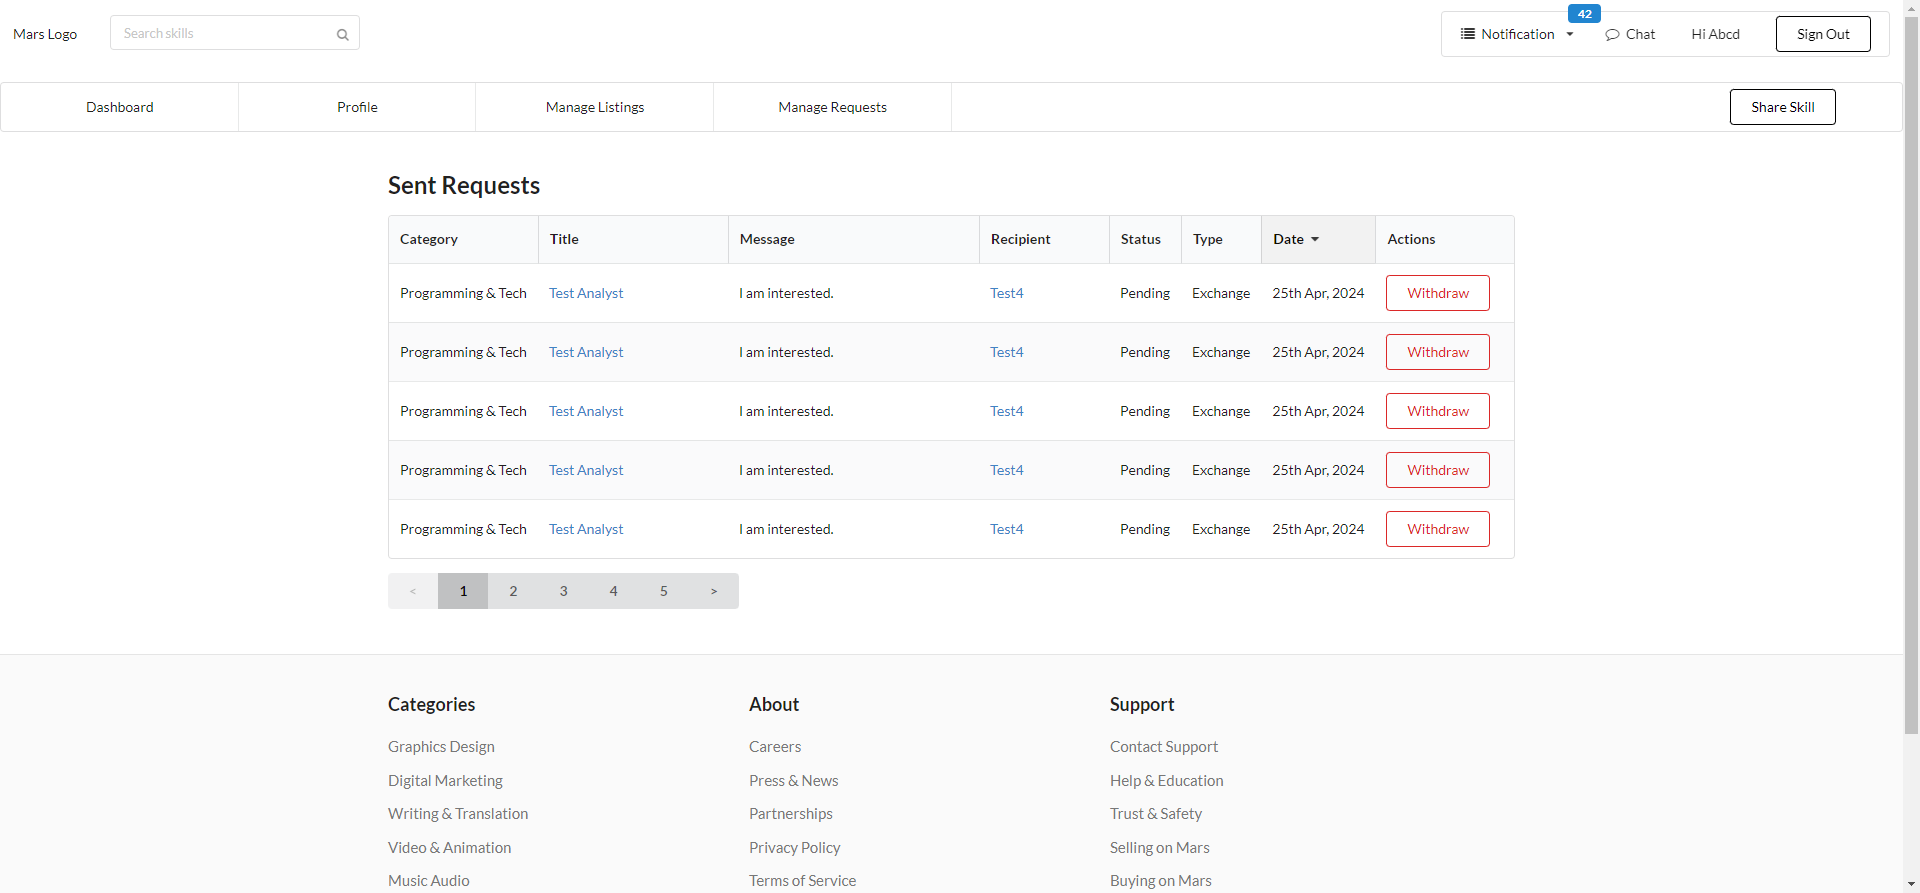 Mars Logo
Search skills
42
Notification
Chat
Hi Abcd
Sign Out
Dashboard
Profile
Manage Listings
Manage Requests
Share Skill
Sent Requests
Category Title Message Recipient Status Type Date Actions
Programming & Tech Test Analyst I am interested. Test4 Pending Exchange 25th Apr, 2024 Withdraw
Programming & Tech Test Analyst I am interested. Test4 Pending Exchange 25th Apr, 2024 Withdraw
Programming & Tech Test Analyst I am interested. Test4 Pending Exchange 25th Apr, 2024 Withdraw
Programming & Tech Test Analyst I am interested. Test4 Pending Exchange 25th Apr, 2024 Withdraw
Programming & Tech Test Analyst I am interested. Test4 Pending Exchange 25th Apr, 2024 Withdraw
< 1 2 3 4 5 >
Categories
Graphics Design
Digital Marketing
Writing & Translation
Video & Animation
Music Audio
About
Careers
Press & News
Partnerships
Privacy Policy
Terms of Service
Support
Contact Support
Help & Education
Trust & Safety
Selling on Mars
Buying on Mars